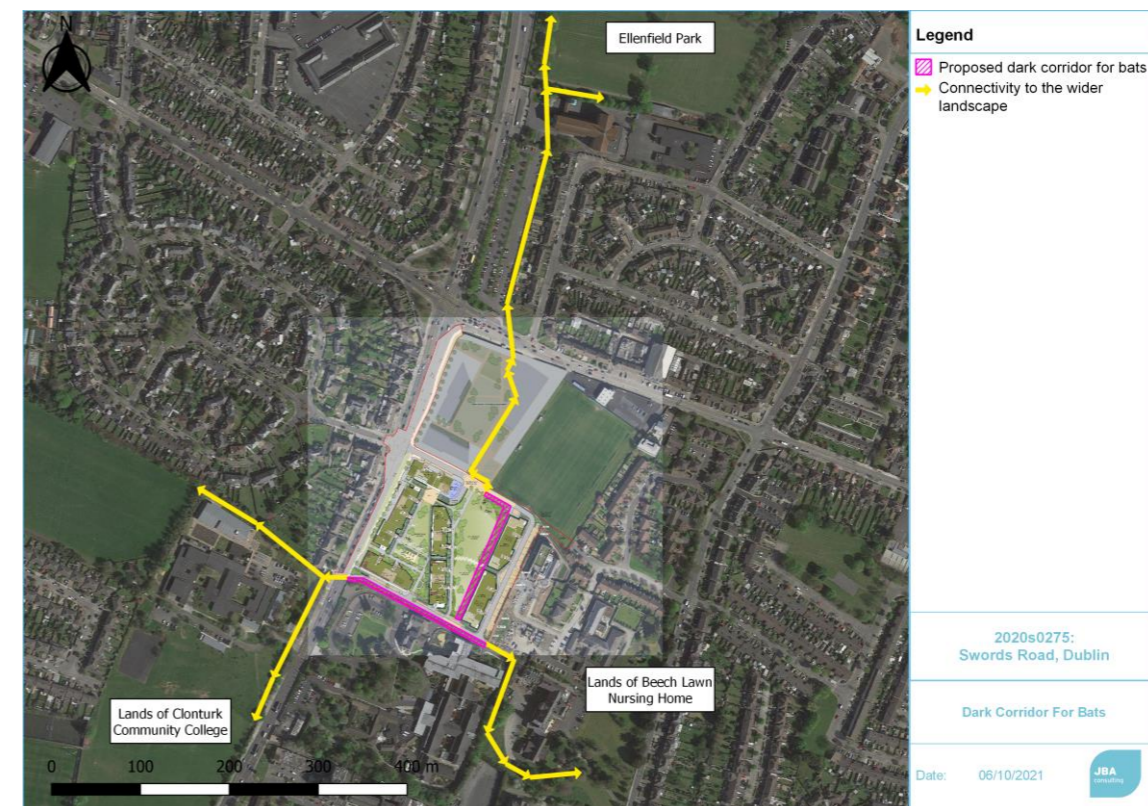 N
Ellenfield Park
Lands of Beech Lawn
Nursing Home
Lands of Clonturk
Community College
0 100 200 300 400 m
Legend
Proposed dark corridor for bats
Connectivity to the wider
landscape
2020s0275:
Swords Road, Dublin
Dark Corridor For Bats
Date: 06/10/2021
JBA
consulting